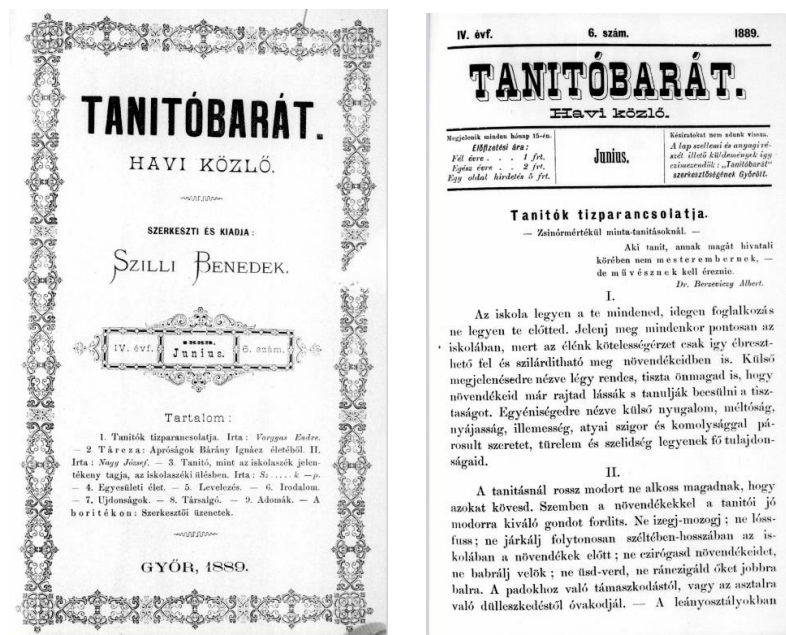 TANITÓBARÁT.
HAVI KÖZLŐ.
SZERKESZTI ÉS KIADJA:
SZILLI BENEDEK.
IV. évf.
1889.
Junius.
6. szám.
Tartalom:
1. Tanítók tizparancsolatja. Irta: Vargyas Endre.
— 2. Tárcza: Apróságok Bárány Ignácz életéből. II.
Irta: Nagy József. — 3. Tanitó, mint az iskolaszék jelen-
tékeny tagja, az iskolaszéki ülésben. Irta: Sz.....k —p.
— 4. Egyesületi élet. — 5. Levelezés. — 6. Irodalom.
— 7. Ujdonságok. — 8. Társalgó. — 9. Adomák. — A
boritékon: Szerkesztői üzenetek.
GYŐR, 1889.
IV. évf.
6. szám.
1889.
TANITÓBARÁT.
Havi közlő.
Megjelenik minden hónap 15-én.
Előfizetési ára:
Fél évre . . . 1 frt.
Egész évre . . 2 frt.
Egy oldal hirdetés 5 frt.
Junius.
Kéziratokat nem adunk vissza.
A lap szellemi és anyagi ré-
szét illető küldemények igy
czimezendők: „Tanitóbarát"
szerkesztőségének Győrött.
Tanitók tizparancsolatja.
— Zsinórmértékül minta-tanitásoknál. —
Aki tanit, annak magát hivatali
körében nem mesterembernek, —
de művésznek kell éreznie.
Dr. Berzeviczy Albert.
I.
Az iskola legyen a te mindened, idegen foglalkozás
ne legyen te előtted. Jelenj meg mindenkor pontosan az
iskolában, mert az élénk kötelességérzet csak igy ébreszt-
hető fel és szilárditható meg növendékeidben is. Külső
megjelenésedre nézve légy rendes, tiszta önmagad is, hogy
növendékeid már rajtad lássák s tanulják becsülni a tisz-
taságot. Egyéniségedre nézve külső nyugalom, méltóság,
nyájasság, illemesség, atyai szigor és komolysággal pá-
rosult szeretet, türelem és szelidség legyenek fő tulajdon-
ságaid.
II.
A tanitásnál rossz modort ne alkoss magadnak, hogy
azokat kövesd. Szemben a növendékekkel a tanitói jó
modorra kiváló gondot fordits. Ne izegj-mozogj; ne lóss-
fuss; ne járkálj folytonosan széltében-hosszában az is-
kolában a növendékek előtt; ne czirógasd növendékeidet,
ne babrálj velök; ne üsd-verd, ne ránczigáld őket jobbra
balra. A padokhoz való támaszkodástól, vagy az asztalra
való dülleszkedéstől óvakodjál. — A leányosztályokban